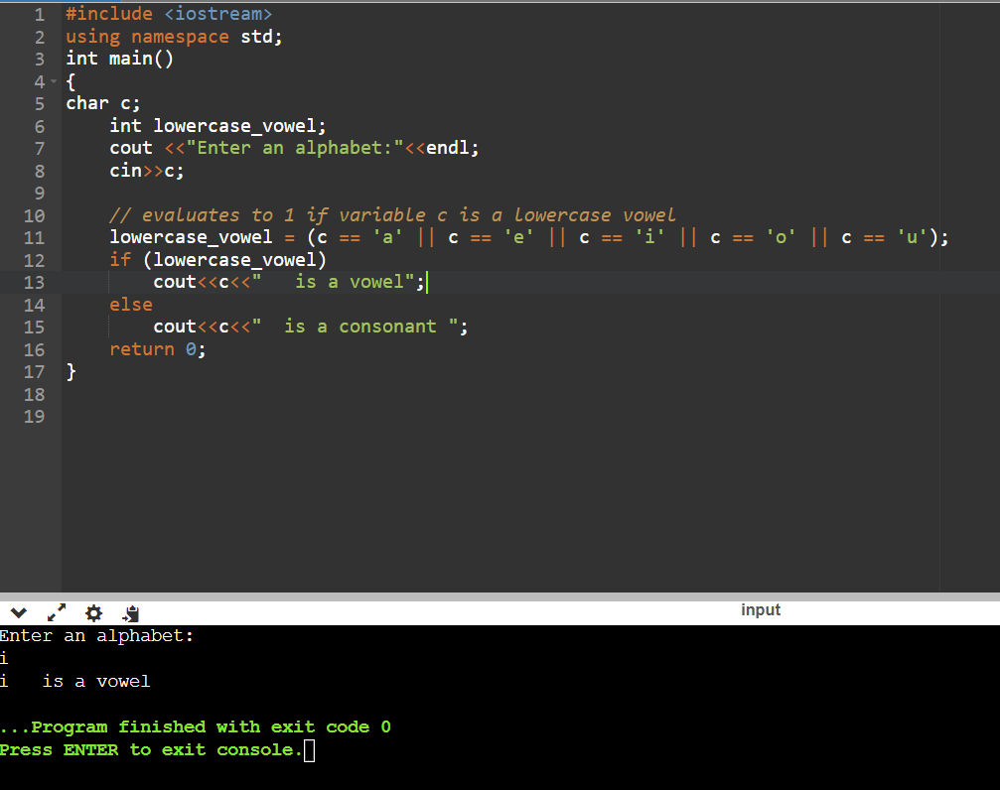 1 #include <iostream>
2 using namespace std;
3 int main()
4 {
5 char c;
6     int lowercase_vowel;
7     cout <<"Enter an alphabet:"<<endl;
8     cin>>c;
9
10     // evaluates to 1 if variable c is a lowercase vowel
11     lowercase_vowel = (c == 'a' || c == 'e' || c == 'i' || c == 'o' || c == 'u');
12     if (lowercase_vowel)
13         cout<<c<<"   is a vowel";
14     else
15         cout<<c<<"  is a consonant ";
16     return 0;
17 }
18
19
input
Enter an alphabet:
i
i   is a vowel
...Program finished with exit code 0
Press ENTER to exit console.